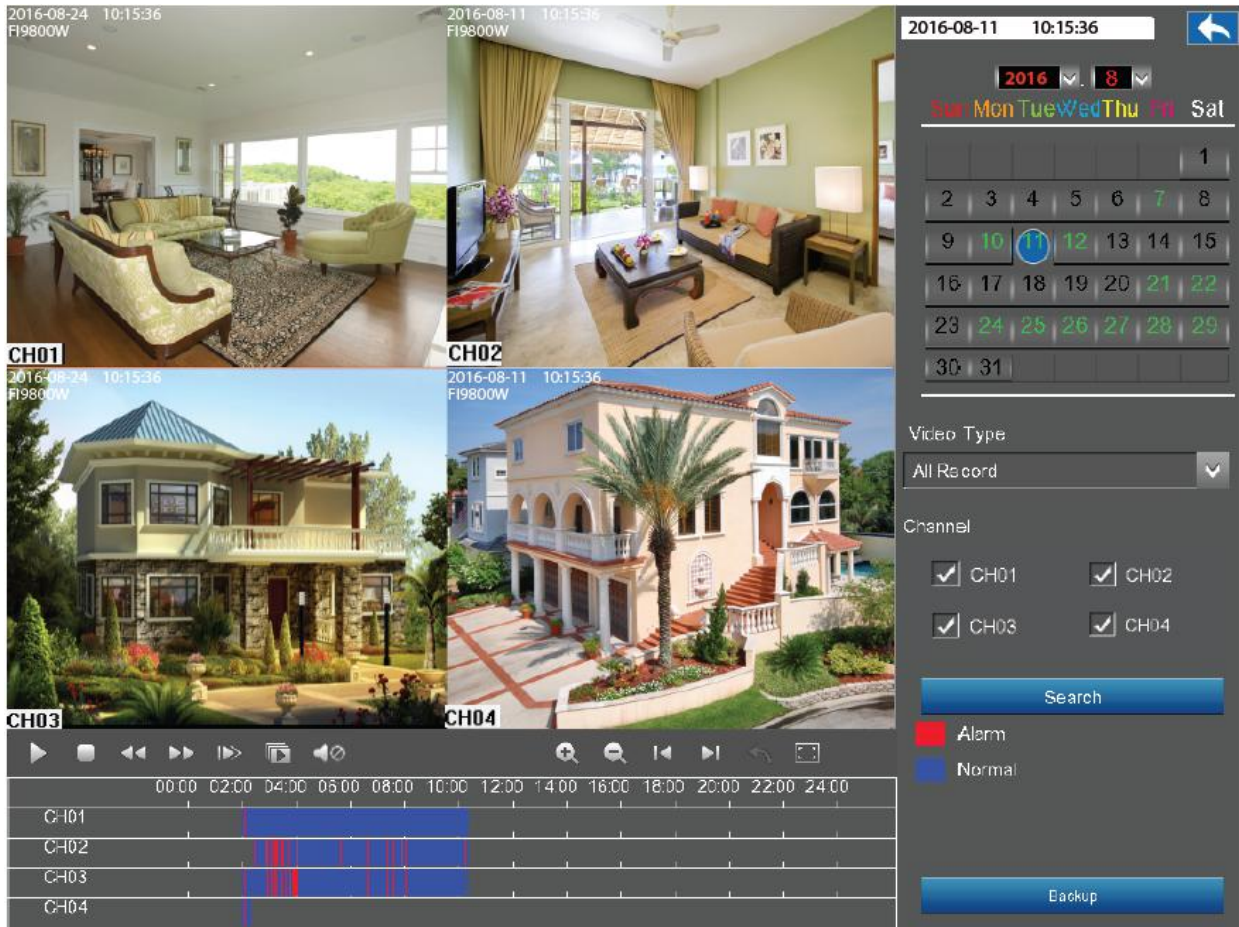 2016-08-24 10:15:36
FI9800W
CH01
2016-08-11 10:15:36
FI9800W
CH02
2016-08-24 10:15:36
FI9800W
CH03
2016-08-11 10:15:36
FI9800W
CH04
00:00 02:00 04:00 06:00 08:00 10:00 12:00 14:00 16:00 18:00 20:00 22:00 24:00
CH01
CH02
CH03
CH04
2016-08-11 10:15:36
2016 . 8
Sun Mon Tue Wed Thu Fri Sat
1
2 3 4 5 6 7 8
9 10 11 12 13 14 15
16 17 18 19 20 21 22
23 24 25 26 27 28 29
30 31
Video Type
All Record
Channel
CH01 CH02
CH03 CH04
Search
Alarm
Normal
Backup